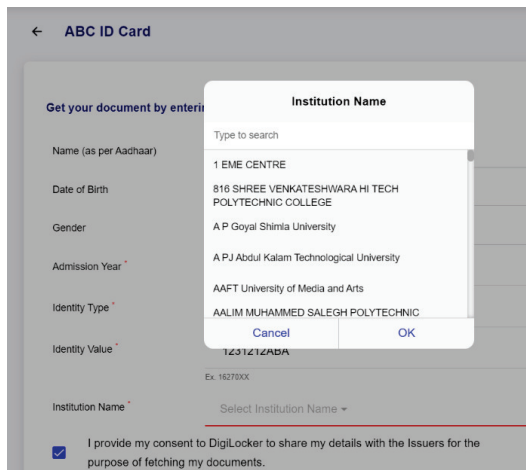 ABC ID Card
Get your document by enteri
Institution Name
Type to search
Name (as per Aadhaar)
1 EME CENTRE
Date of Birth
816 SHREE VENKATESHWARA HI TECH
POLYTECHNIC COLLEGE
Gender
A P Goyal Shimla University
Admission Year *
A PJ Abdul Kalam Technological University
AAFT University of Media and Arts
Identity Type *
AALIM MUHAMMED SALEGH POLYTECHNIC
Cancel
OK
Identity Value *
1231212ABA
Ex. 16270XX
Institution Name *
Select Institution Name
I provide my consent to DigiLocker to share my details with the Issuers for the
purpose of fetching my documents.